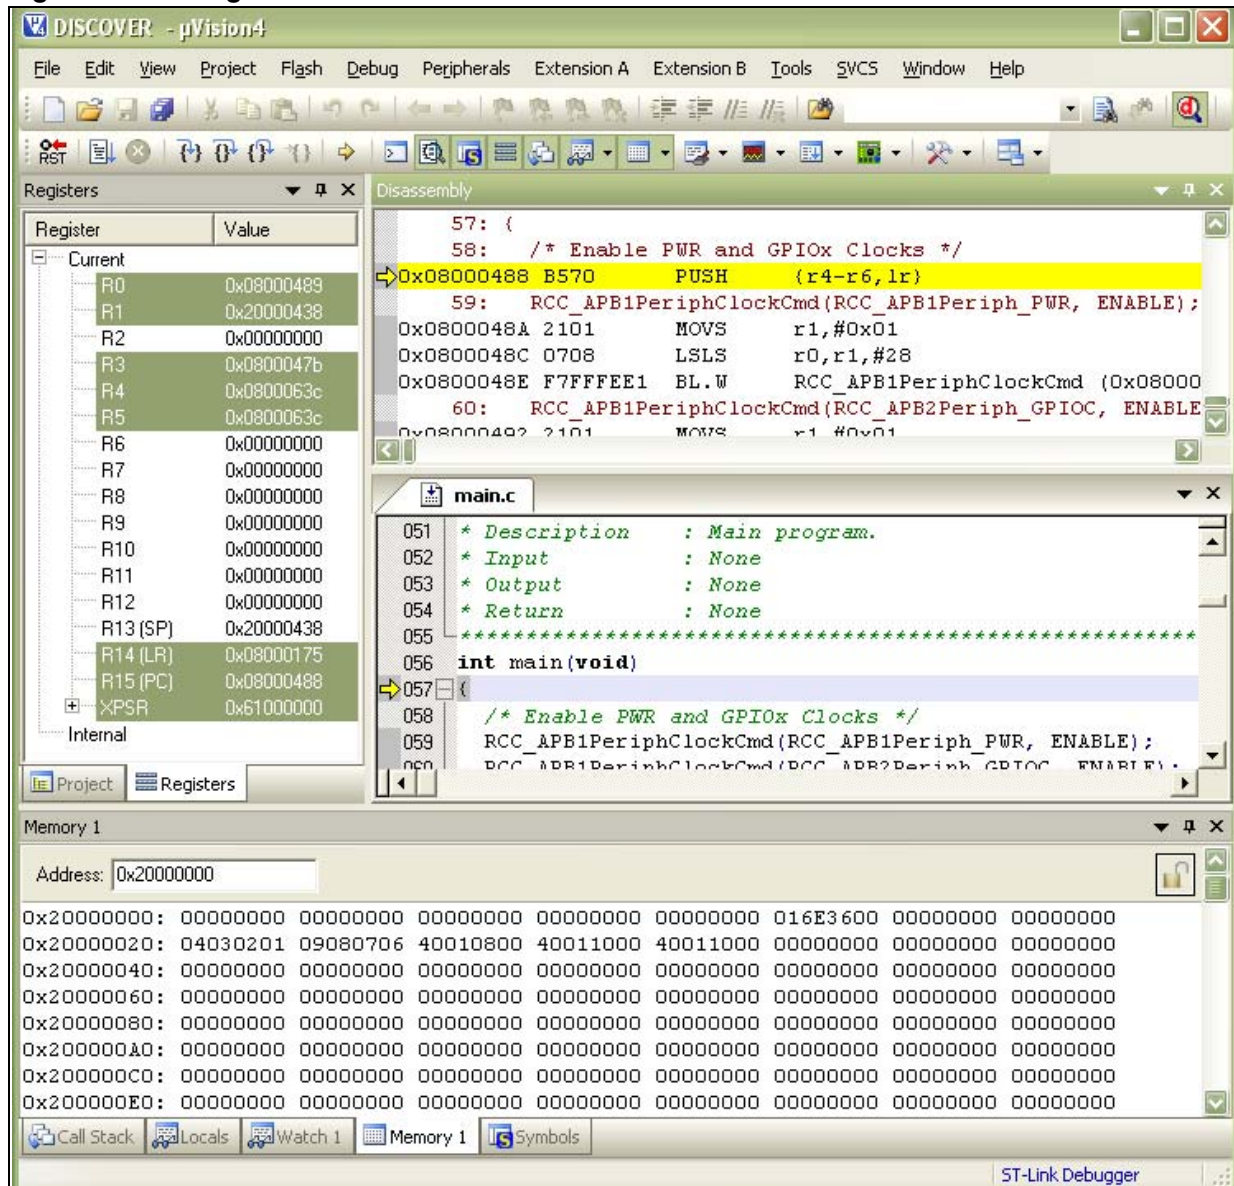 DISCOVER - µVision4
File Edit View Project Flash Debug Peripherals Extension A Extension B Tools SVCS Window Help
RST
Registers
Register Value
Current
R0 0x08000489
R1 0x20000438
R2 0x00000000
R3 0x0800047b
R4 0x0800063c
R5 0x0800063c
R6 0x00000000
R7 0x00000000
R8 0x00000000
R9 0x00000000
R10 0x00000000
R11 0x00000000
R12 0x00000000
R13 (SP) 0x20000438
R14 (LR) 0x08000175
R15 (PC) 0x08000488
XPSR 0x61000000
Internal
Project Registers
Disassembly
57: {
58: /* Enable PWR and GPIOx Clocks */
0x08000488 B570 PUSH {r4-r6,lr}
59: RCC_APB1PeriphClockCmd(RCC_APB1Periph_PWR, ENABLE);
0x0800048A 2101 MOVS r1,#0x01
0x0800048C 0708 LSLS r0,r1,#28
0x0800048E F7FFFEE1 BL.W RCC_APB1PeriphClockCmd (0x08000
60: RCC_APB1PeriphClockCmd(RCC_APB2Periph_GPIOC, ENABLE
0x08000492 2101 MOVS r1,#0x01
main.c
051 * Description : Main program.
052 * Input : None
053 * Output : None
054 * Return : None
055 ********************************************************
056 int main(void)
057 {
058 /* Enable PWR and GPIOx Clocks */
059 RCC_APB1PeriphClockCmd(RCC_APB1Periph_PWR, ENABLE);
060 RCC_APB1PeriphClockCmd(RCC_APB2Periph_GPIOC, ENABLE);
Memory 1
Address: 0x20000000
0x20000000: 00000000 00000000 00000000 00000000 00000000 016E3600 00000000 00000000
0x20000020: 04030201 09080706 40010800 40011000 40011000 00000000 00000000 00000000
0x20000040: 00000000 00000000 00000000 00000000 00000000 00000000 00000000 00000000
0x20000060: 00000000 00000000 00000000 00000000 00000000 00000000 00000000 00000000
0x20000080: 00000000 00000000 00000000 00000000 00000000 00000000 00000000 00000000
0x200000A0: 00000000 00000000 00000000 00000000 00000000 00000000 00000000 00000000
0x200000C0: 00000000 00000000 00000000 00000000 00000000 00000000 00000000 00000000
0x200000E0: 00000000 00000000 00000000 00000000 00000000 00000000 00000000 00000000
Call Stack Locals Watch 1 Memory 1 Symbols
ST-Link Debugger